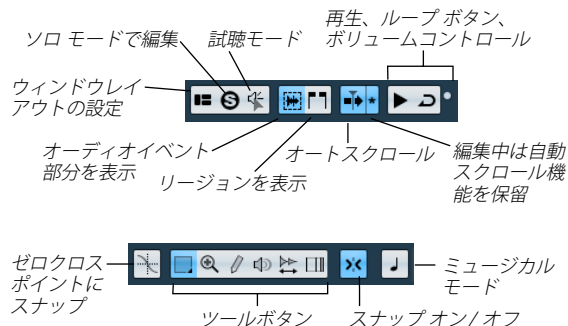 ソロ モードで編集
試聴モード
再生、ループ ボタン、
ボリュームコントロール
ウィンドウレイ
アウトの設定
オーディオイベント
部分を表示
リージョンを表示
オートスクロール
編集中は自動
スクロール機
能を保留
ゼロクロス
ポイントに
スナップ
ツールボタン
スナップ オン / オフ
ミュージカル
モード